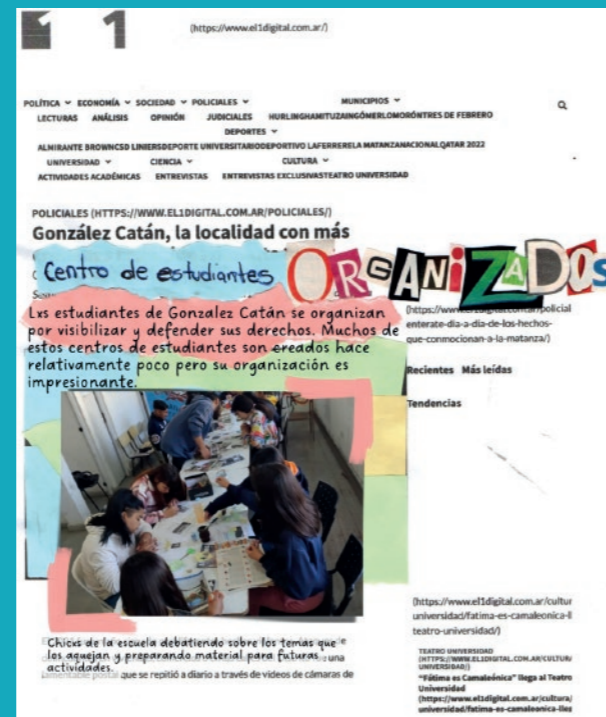 11
(https://www.el1digital.com.ar/)
POLÍTICA ECONOMÍA SOCIEDAD POLICIALES MUNICIPIOS
LECTURAS ANÁLISIS OPINIÓN JUDICIALES HURLINGHAMITUZAINGÓMERLOMORÓNTRES DE FEBRERO
DEPORTES
ALMIRANTE BROWNCSD LINIERSDEPORTE UNIVERSITARIODEPORTIVO LAFERRERELA MATANZANACIONALQATAR 2022
UNIVERSIDAD CIENCIA CULTURA
ACTIVIDADES ACADÉMICAS ENTREVISTAS ENTREVISTAS EXCLUSIVASTEATRO UNIVERSIDAD
POLICIALES (HTTPS://WWW.EL1DIGITAL.COM.AR/POLICIALES/)
González Catán, la localidad con más
Centro de estudiantes ORGANiZADOS
Lxs estudiantes de Gonzalez Catán se organizan
por visibilizar y defender sus derechos. Muchos de
estos centros de estudiantes son creados hace
relativamente poco pero su organización es
impresionante.
enterate-dia-a-dia-de-los-hechos-
que-conmocionan-a-la-matanza/)
Recientes Más leídas
Tendencias
Chicxs de la escuela debatiendo sobre los temas que
los aquejan y preparando material para futuras
actividades.
una
que se repitió a diario a través de videos de cámaras de
(https://www.el1digital.com.ar/cultur
universidad/fatima-es-camaleonica-ll
teatro-universidad/)
TEATRO UNIVERSIDAD
(HTTPS://WWW.EL1DIGITAL.COM.AR/CULTURA/
UNIVERSIDAD/)
"Fátima es Camaleónica" llega al Teatro
Universidad
(https://www.el1digital.com.ar/cultura/
universidad/fatima-es-camaleonica-lleg